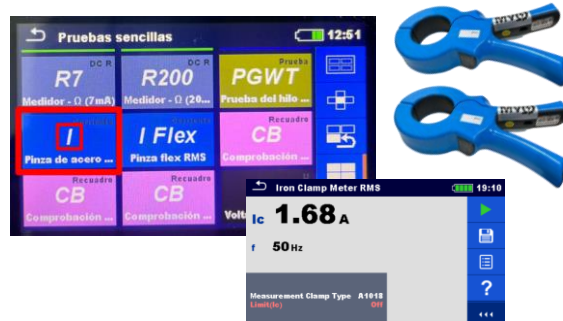 Pruebas sencillas 12:51
DC R
R7
Medidor - Ω (7mA)
DC R
R200
Medidor - Ω (20...
Prueba
PGWT
Prueba del hilo ...
I
Pinza de acero ...
I Flex
Pinza flex RMS
Recuadro
CB
Comprobación ...
Recuadro
CB
Comprobación ...
Recuadro
CB
Comprobación ...
Iron Clamp Meter RMS 19:10
Ic 1.68 A
f 50 Hz
Measurement Clamp Type A1018
Limit(Ic) Off
?